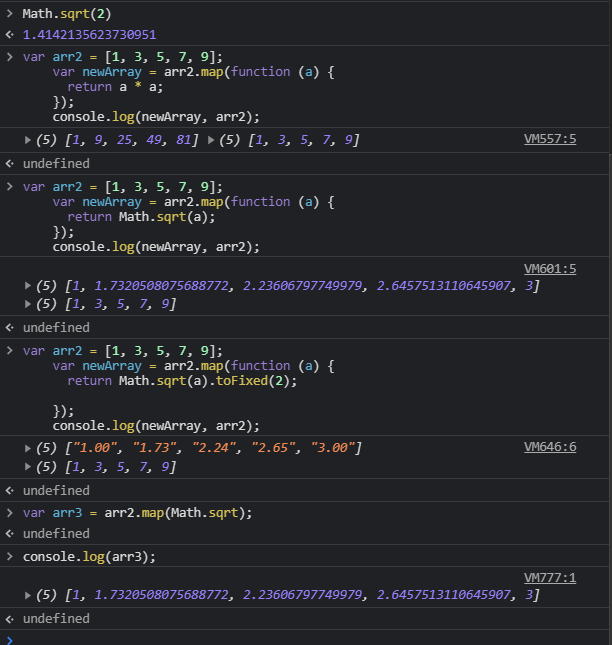 > Math.sqrt(2)
<· 1.4142135623730951
> var arr2 = [1, 3, 5, 7, 9];
    var newArray = arr2.map(function (a) {
      return a * a;
    });
    console.log(newArray, arr2);
▶ (5) [1, 9, 25, 49, 81] ▶ (5) [1, 3, 5, 7, 9] VM557:5
<· undefined
> var arr2 = [1, 3, 5, 7, 9];
    var newArray = arr2.map(function (a) {
      return Math.sqrt(a);
    });
    console.log(newArray, arr2);
VM601:5
▶ (5) [1, 1.7320508075688772, 2.23606797749979, 2.6457513110645907, 3]
▶ (5) [1, 3, 5, 7, 9]
<· undefined
> var arr2 = [1, 3, 5, 7, 9];
    var newArray = arr2.map(function (a) {
      return Math.sqrt(a).toFixed(2);
    });
    console.log(newArray, arr2);
▶ (5) ["1.00", "1.73", "2.24", "2.65", "3.00"] VM646:6
▶ (5) [1, 3, 5, 7, 9]
<· undefined
> var arr3 = arr2.map(Math.sqrt);
<· undefined
> console.log(arr3);
VM777:1
▶ (5) [1, 1.7320508075688772, 2.23606797749979, 2.6457513110645907, 3]
<· undefined
>